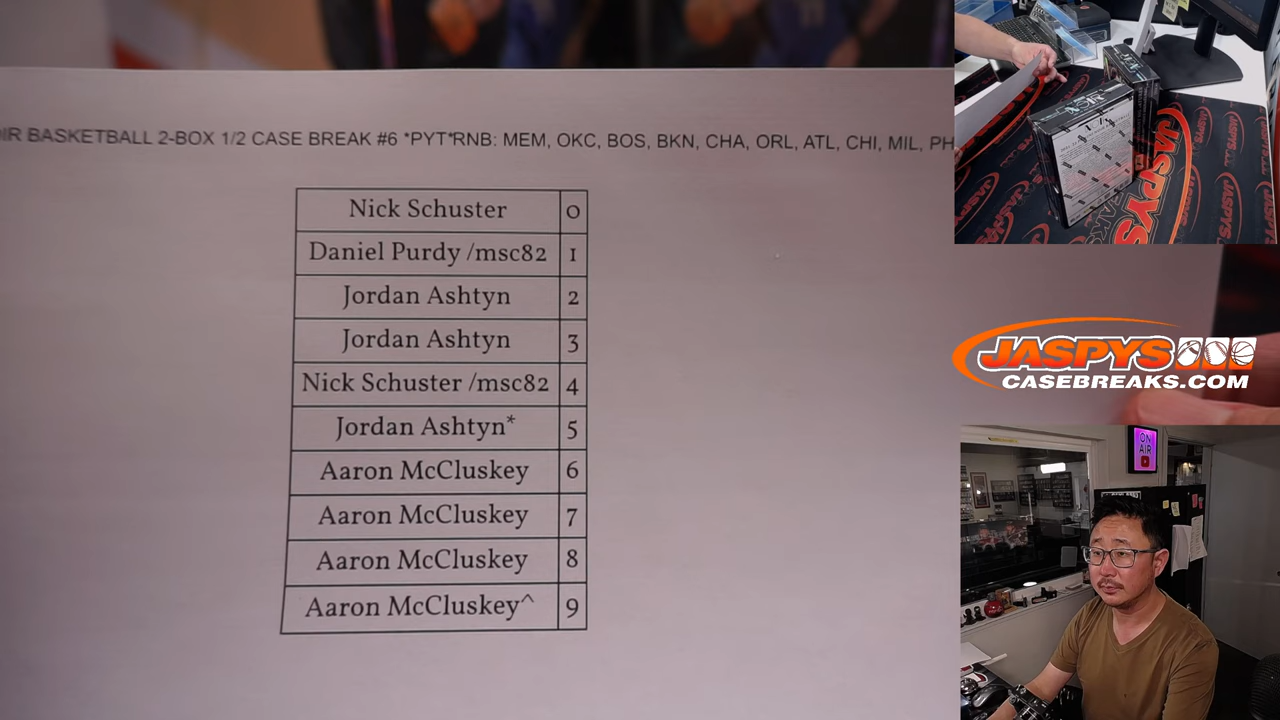 OIR BASKETBALL 2-BOX 1/2 CASE BREAK #6 *PYT*RNB: MEM, OKC, BOS, BKN, CHA, ORL, ATL, CHI, MIL, PH
Nick Schuster 0
Daniel Purdy /msc82 1
Jordan Ashtyn 2
Jordan Ashtyn 3
Nick Schuster /msc82 4
Jordan Ashtyn* 5
Aaron McCluskey 6
Aaron McCluskey 7
Aaron McCluskey 8
Aaron McCluskey^ 9
JASPYS
JASPYS
CASEBREAKS.COM
ON
AIR